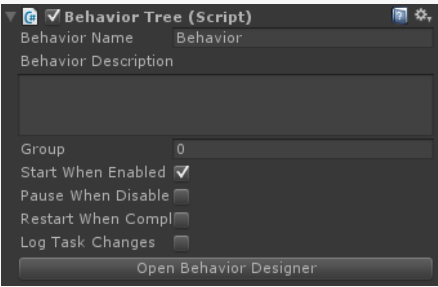 Behavior Tree (Script)
Behavior Name Behavior
Behavior Description
Group 0
Start When Enabled
Pause When Disable
Restart When Compl
Log Task Changes
Open Behavior Designer